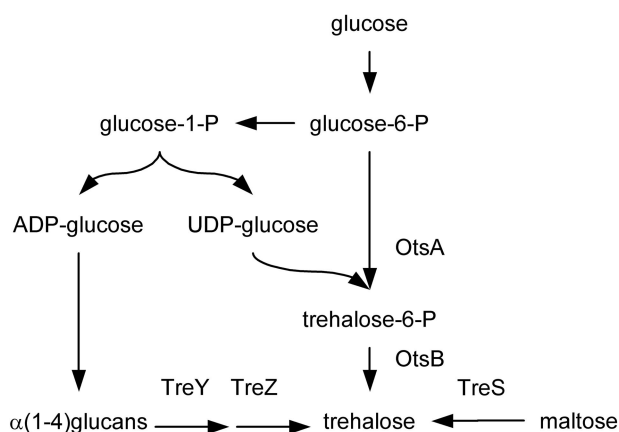 glucose
glucose-1-P
glucose-6-P
ADP-glucose
UDP-glucose
OtsA
trehalose-6-P
OtsB
TreY
TreZ
TreS
α(1-4)glucans
trehalose
maltose